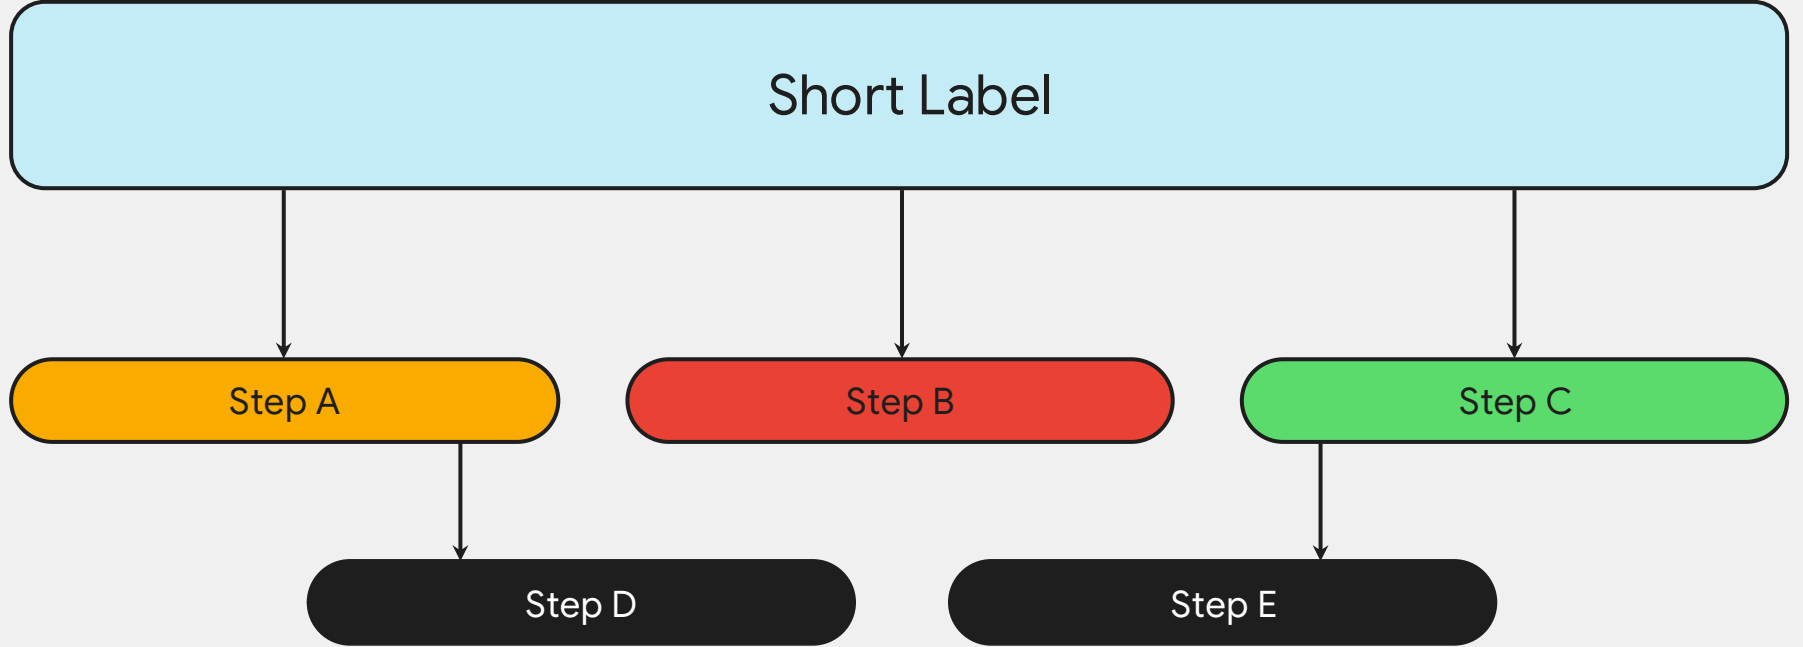 Short Label
Step A
Step B
Step C
Step D
Step E